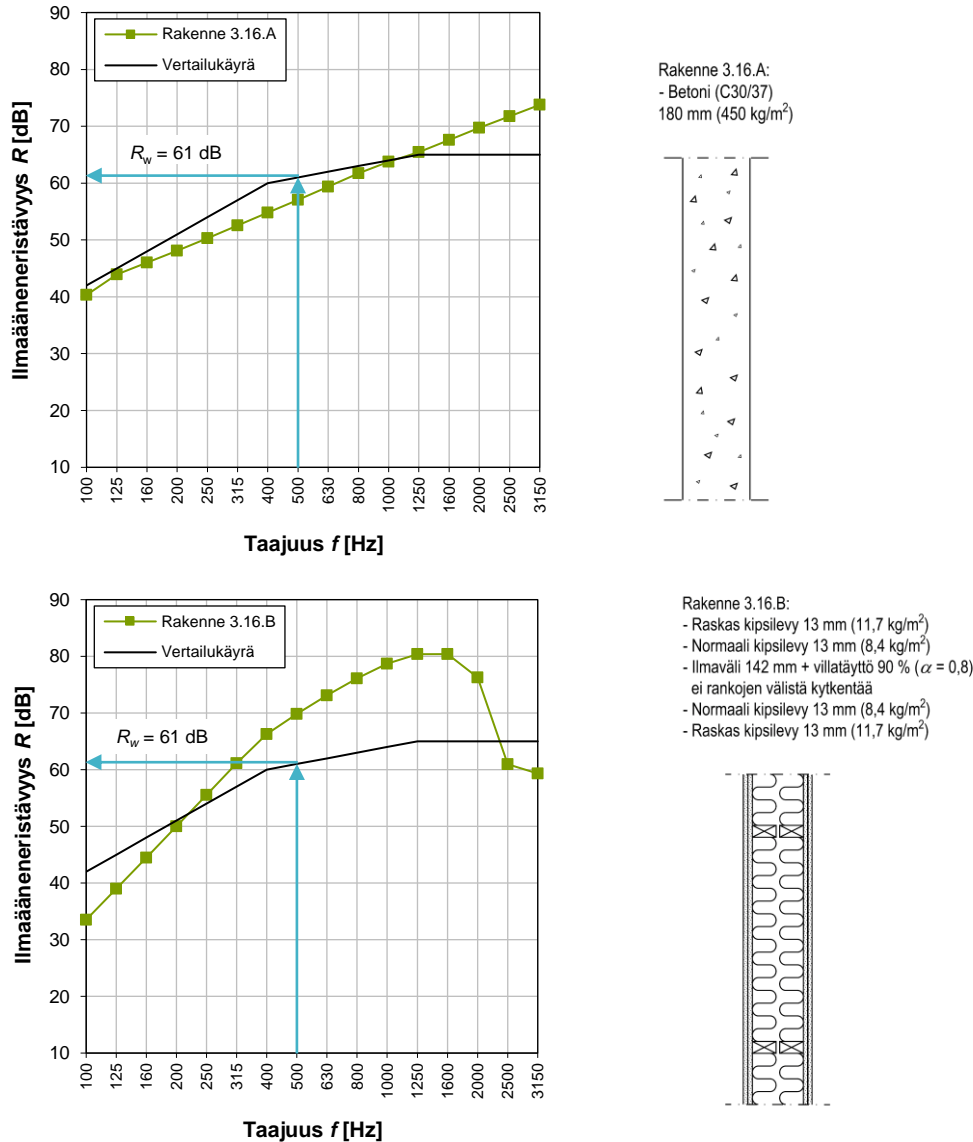 90
80
70
60
50
40
30
20
10
Ilmaääneneristävyys R [dB]
Rakenne 3.16.A
Vertailukäyrä
Rw = 61 dB
100 125 160 200 250 315 400 500 630 800 1000 1250 1600 2000 2500 3150
Taajuus f [Hz]
Rakenne 3.16.A:
- Betoni (C30/37)
180 mm (450 kg/m²)
90
80
70
60
50
40
30
20
10
Ilmaääneneristävyys R [dB]
Rakenne 3.16.B
Vertailukäyrä
Rw = 61 dB
100 125 160 200 250 315 400 500 630 800 1000 1250 1600 2000 2500 3150
Taajuus f [Hz]
Rakenne 3.16.B:
- Raskas kipsilevy 13 mm (11,7 kg/m²)
- Normaali kipsilevy 13 mm (8,4 kg/m²)
- Ilmaväli 142 mm + villatäyttö 90 % (α = 0,8)
ei rankojen välistä kytkentää
- Normaali kipsilevy 13 mm (8,4 kg/m²)
- Raskas kipsilevy 13 mm (11,7 kg/m²)